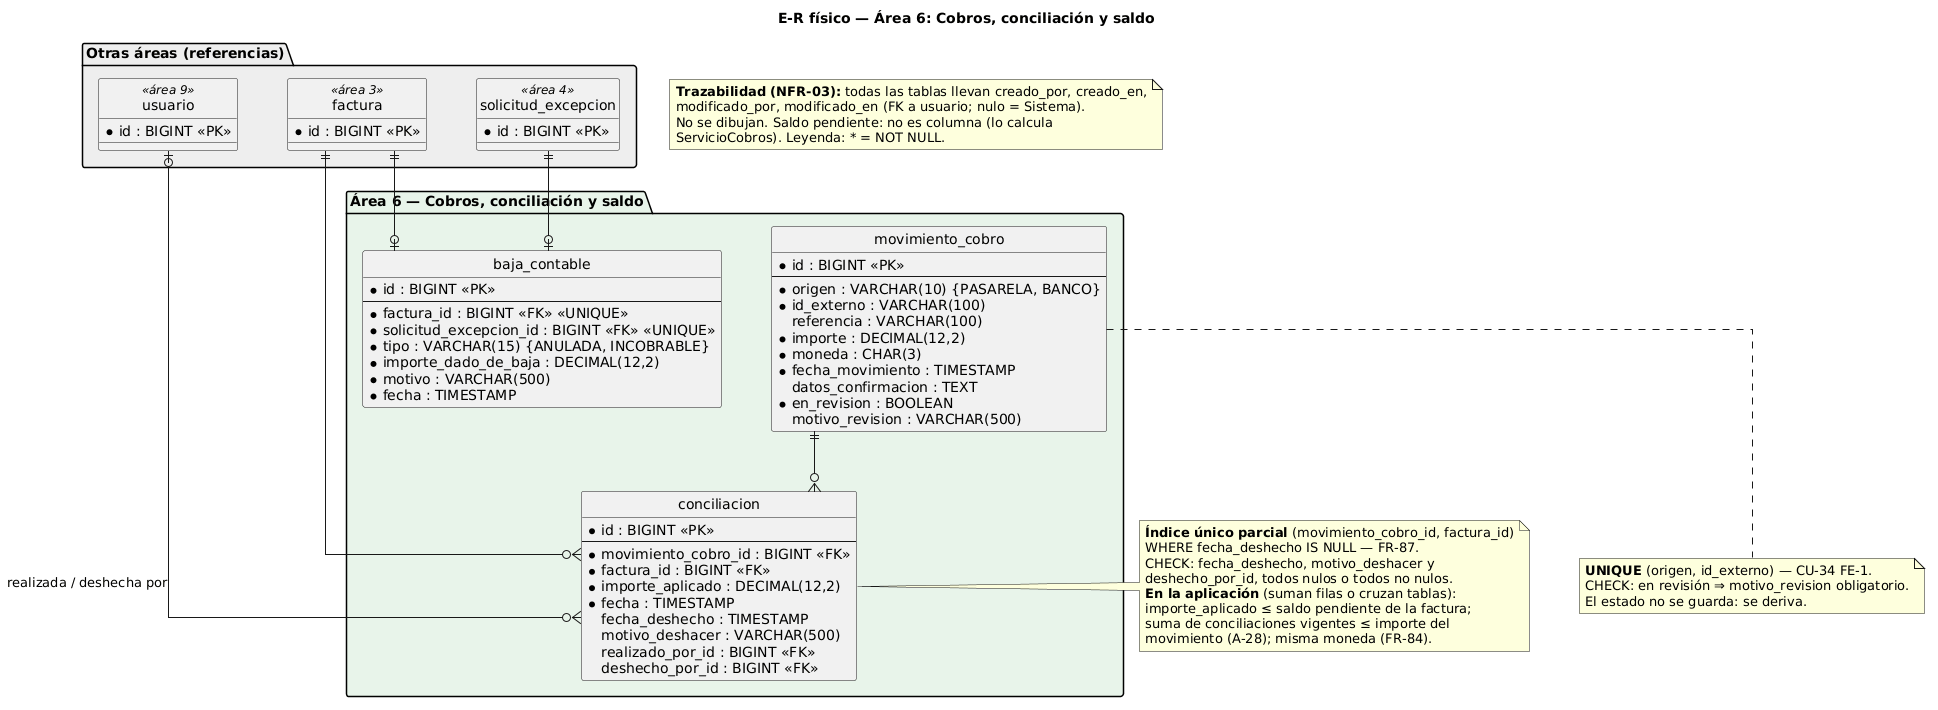 E-R físico — Área 6: Cobros, conciliación y saldo
Otras áreas (referencias)
«área 9»
usuario
* id : BIGINT «PK»
«área 3»
factura
* id : BIGINT «PK»
«área 4»
solicitud_excepcion
* id : BIGINT «PK»
Trazabilidad (NFR-03): todas las tablas llevan creado_por, creado_en,
modificado_por, modificado_en (FK a usuario; nulo = Sistema).
No se dibujan. Saldo pendiente: no es columna (lo calcula
ServicioCobros). Leyenda: * = NOT NULL.
Área 6 — Cobros, conciliación y saldo
baja_contable
* id : BIGINT «PK»
* factura_id : BIGINT «FK» «UNIQUE»
* solicitud_excepcion_id : BIGINT «FK» «UNIQUE»
* tipo : VARCHAR(15) {ANULADA, INCOBRABLE}
* importe_dado_de_baja : DECIMAL(12,2)
* motivo : VARCHAR(500)
* fecha : TIMESTAMP
movimiento_cobro
* id : BIGINT «PK»
* origen : VARCHAR(10) {PASARELA, BANCO}
* id_externo : VARCHAR(100)
referencia : VARCHAR(100)
* importe : DECIMAL(12,2)
* moneda : CHAR(3)
* fecha_movimiento : TIMESTAMP
datos_confirmacion : TEXT
* en_revision : BOOLEAN
motivo_revision : VARCHAR(500)
conciliacion
* id : BIGINT «PK»
* movimiento_cobro_id : BIGINT «FK»
* factura_id : BIGINT «FK»
* importe_aplicado : DECIMAL(12,2)
* fecha : TIMESTAMP
fecha_deshecho : TIMESTAMP
motivo_deshacer : VARCHAR(500)
realizado_por_id : BIGINT «FK»
deshecho_por_id : BIGINT «FK»
realizada / deshecha por
Índice único parcial (movimiento_cobro_id, factura_id)
WHERE fecha_deshecho IS NULL — FR-87.
CHECK: fecha_deshecho, motivo_deshacer y
deshecho_por_id, todos nulos o todos no nulos.
En la aplicación (suman filas o cruzan tablas):
importe_aplicado ≤ saldo pendiente de la factura;
suma de conciliaciones vigentes ≤ importe del
movimiento (A-28); misma moneda (FR-84).
UNIQUE (origen, id_externo) — CU-34 FE-1.
CHECK: en revisión ⇒ motivo_revision obligatorio.
El estado no se guarda: se deriva.